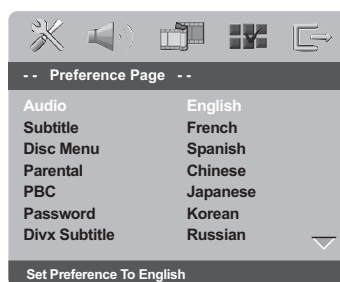 -- Preference Page --
Audio English
Subtitle French
Disc Menu Spanish
Parental Chinese
PBC Japanese
Password Korean
Divx Subtitle Russian
Set Preference To English